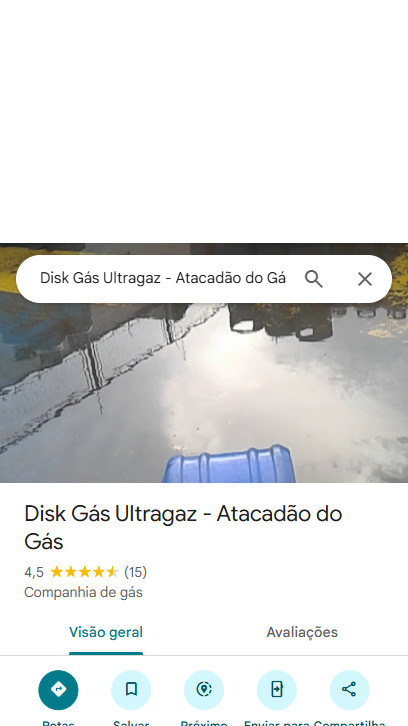 Disk Gás Ultragaz - Atacadão do Gá
Disk Gás Ultragaz - Atacadão do
Gás
4,5 (15)
Companhia de gás
Visão geral Avaliações
Rotas Salvar Próximo Enviar para Compartilha